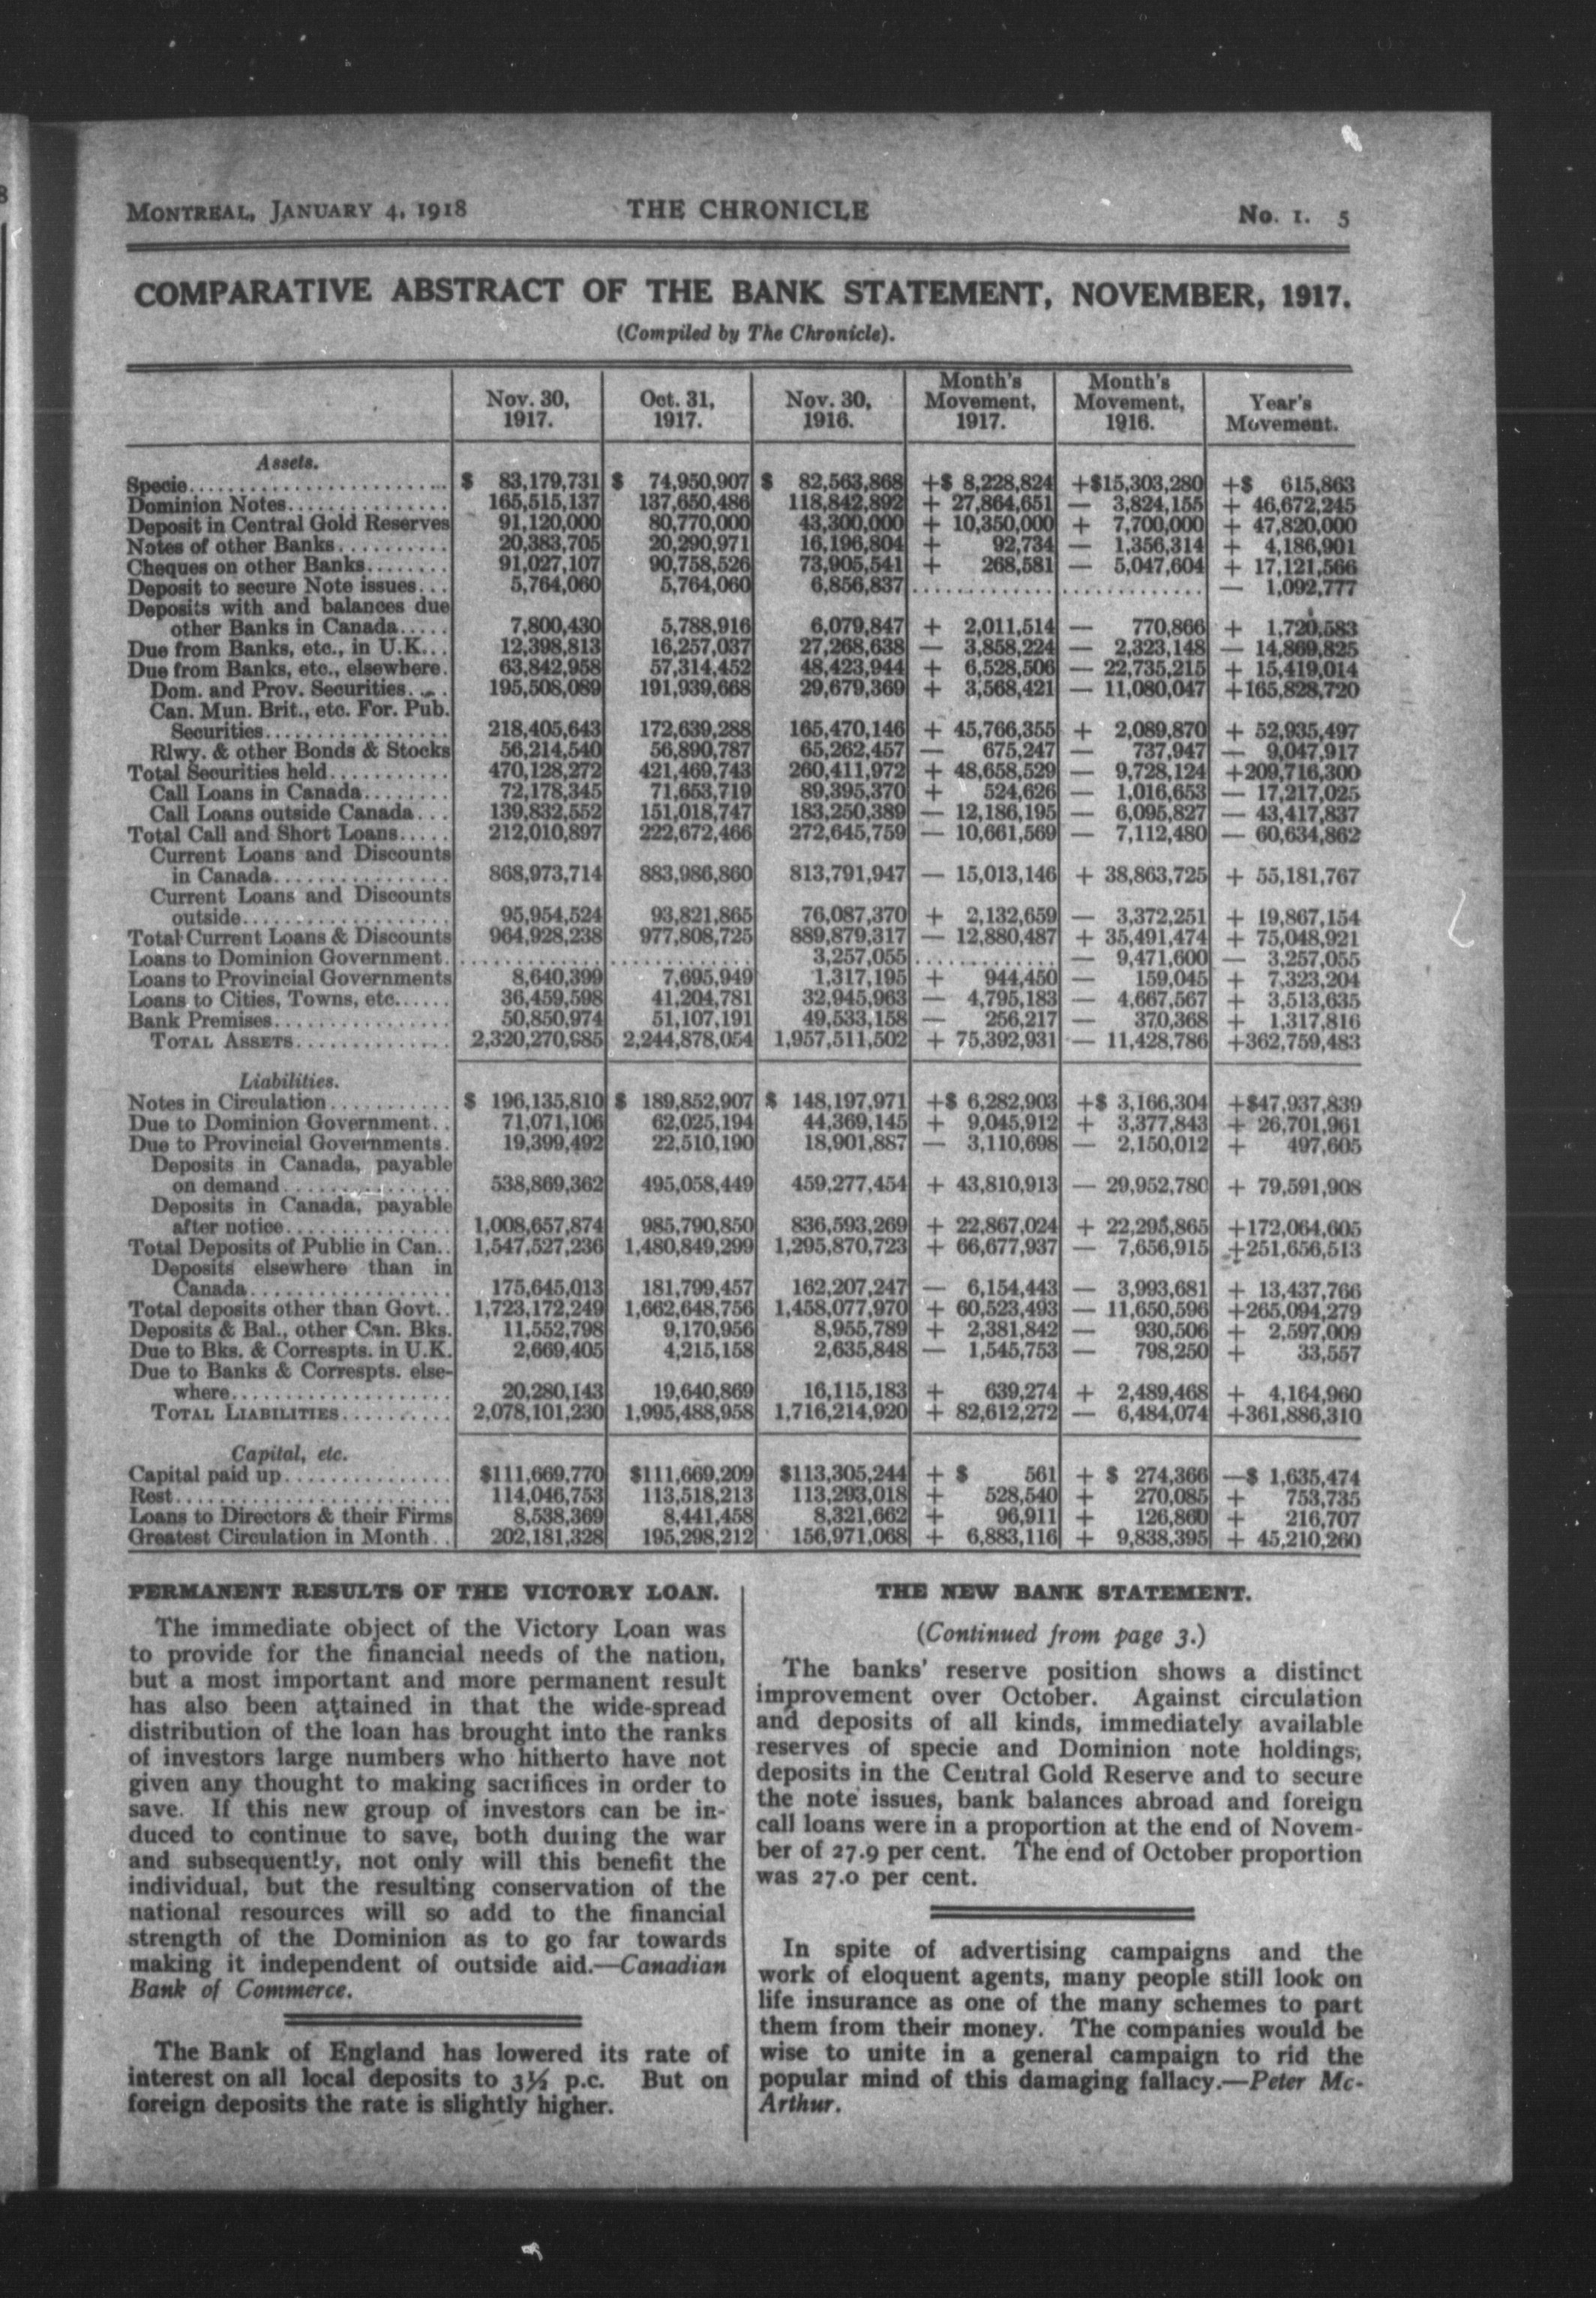 MONTREAL, JANUARY 4, 1918 THE CHRONICLE No. 1. 5
COMPARATIVE ABSTRACT OF THE BANK STATEMENT, NOVEMBER, 1917.
(Compiled by The Chronicle).
Nov. 30, 1917. Oct. 31, 1917. Nov. 30, 1916. Month's Movement, 1917. Month's Movement, 1916. Year's Movement.
Assets.
Specie........................... $ 83,179,731 $ 74,950,907 $ 82,563,868 +$ 8,228,824 +$15,303,280 +$ 615,863
Dominion Notes............... 165,515,137 137,650,486 118,842,892 + 27,864,651 — 3,824,155 + 46,672,245
Deposit in Central Gold Reserves 91,120,000 80,770,000 43,300,000 + 10,350,000 + 7,700,000 + 47,820,000
Notes of other Banks.......... 20,383,705 20,290,971 16,196,804 + 92,734 — 1,356,314 + 4,186,901
Cheques on other Banks........ 91,027,107 90,758,526 73,905,541 + 268,581 — 5,047,604 + 17,121,566
Deposit to secure Note issues... 5,764,060 5,764,060 6,856,837 ............. ............. — 1,092,777
Deposits with and balances due
other Banks in Canada..... 7,800,430 5,788,916 6,079,847 + 2,011,514 — 770,866 + 1,720,583
Due from Banks, etc., in U.K... 12,398,813 16,257,037 27,268,638 — 3,858,224 — 2,323,148 — 14,869,825
Due from Banks, etc., elsewhere. 63,842,958 57,314,452 48,423,944 + 6,528,506 — 22,735,215 + 15,419,014
Dom. and Prov. Securities.... 195,508,089 191,939,668 29,679,369 + 3,568,421 — 11,080,047 +165,828,720
Can. Mun. Brit., etc. For. Pub.
Securities................. 218,405,643 172,639,288 165,470,146 + 45,766,355 + 2,089,870 + 52,935,497
Rlwy. & other Bonds & Stocks 56,214,540 56,890,787 65,262,457 — 675,247 — 737,947 — 9,047,917
Total Securities held........... 470,128,272 421,469,743 260,411,972 + 48,658,529 — 9,728,124 +209,716,300
Call Loans in Canada........ 72,178,345 71,653,719 89,395,370 + 524,626 — 1,016,653 — 17,217,025
Call Loans outside Canada... 139,832,552 151,018,747 183,250,389 — 12,186,195 — 6,095,827 — 43,417,837
Total Call and Short Loans..... 212,010,897 222,672,466 272,645,759 — 10,661,569 — 7,112,480 — 60,634,862
Current Loans and Discounts
in Canada................ 868,973,714 883,986,860 813,791,947 — 15,013,146 + 38,863,725 + 55,181,767
Current Loans and Discounts
outside................... 95,954,524 93,821,865 76,087,370 + 2,132,659 — 3,372,251 + 19,867,154
Total Current Loans & Discounts 964,928,238 977,808,725 889,879,317 — 12,880,487 + 35,491,474 + 75,048,921
Loans to Dominion Government. ............. ............. 3,257,055 ............. — 9,471,600 — 3,257,055
Loans to Provincial Governments 8,640,399 7,695,949 1,317,195 + 944,450 — 159,045 + 7,323,204
Loans to Cities, Towns, etc...... 36,459,598 41,204,781 32,945,963 — 4,795,183 — 4,667,567 + 3,513,635
Bank Premises................. 50,850,974 51,107,191 49,533,158 — 256,217 — 370,368 + 1,317,816
TOTAL ASSETS.............. 2,320,270,985 2,244,878,054 1,957,511,502 + 75,392,931 — 11,428,786 +362,759,483
Liabilities.
Notes in Circulation........... $ 196,135,810 $ 189,852,907 $ 148,197,971 +$ 6,282,903 +$ 3,166,304 +$47,937,839
Due to Dominion Government.. 71,071,106 62,025,194 44,369,145 + 9,045,912 + 3,377,843 + 26,701,961
Due to Provincial Governments. 19,399,492 22,510,190 18,901,887 — 3,110,698 — 2,150,012 + 497,605
Deposits in Canada, payable
on demand............... 538,869,362 495,058,449 459,277,454 + 43,810,913 — 29,952,780 + 79,591,908
Deposits in Canada, payable
after notice............... 1,008,657,874 985,790,850 836,593,269 + 22,867,024 + 22,295,865 +172,064,605
Total Deposits of Public in Can.. 1,547,527,236 1,480,849,299 1,295,870,723 + 66,677,937 — 7,656,915 +251,656,513
Deposits elsewhere than in
Canada................... 175,645,013 181,799,457 162,207,247 — 6,154,443 — 3,993,681 + 13,437,766
Total deposits other than Govt.. 1,723,172,249 1,662,648,756 1,458,077,970 + 60,523,493 — 11,650,596 +265,094,279
Deposits & Bal., other Can. Bks. 11,552,798 9,170,956 8,955,789 + 2,381,842 — 930,506 + 2,597,009
Due to Bks. & Correspts. in U.K. 2,669,405 4,215,158 2,635,848 — 1,545,753 — 798,250 + 33,557
Due to Banks & Correspts. else-
where.................... 20,280,143 19,640,869 16,115,183 + 639,274 + 2,489,468 + 4,164,960
TOTAL LIABILITIES.......... 2,078,101,230 1,995,488,958 1,716,214,920 + 82,612,272 — 6,484,074 +361,886,310
Capital, etc.
Capital paid up............... $111,669,770 $111,669,209 $113,305,244 + $ 561 + $ 274,366 —$ 1,635,474
Rest.......................... 114,046,753 113,518,213 113,293,018 + 528,540 + 270,085 + 753,735
Loans to Directors & their Firms 8,538,369 8,441,458 8,321,662 + 96,911 + 126,860 + 216,707
Greatest Circulation in Month.. 202,181,328 195,298,212 156,971,068 + 6,883,116 + 9,838,395 + 45,210,260
PERMANENT RESULTS OF THE VICTORY LOAN.
The immediate object of the Victory Loan was
to provide for the financial needs of the nation,
but a most important and more permanent result
has also been attained in that the wide-spread
distribution of the loan has brought into the ranks
of investors large numbers who hitherto have not
given any thought to making sacrifices in order to
save. If this new group of investors can be in-
duced to continue to save, both during the war
and subsequently, not only will this benefit the
individual, but the resulting conservation of the
national resources will so add to the financial
strength of the Dominion as to go far towards
making it independent of outside aid.—Canadian
Bank of Commerce.
The Bank of England has lowered its rate of
interest on all local deposits to 3½ p.c. But on
foreign deposits the rate is slightly higher.
THE NEW BANK STATEMENT.
(Continued from page 3.)
The banks' reserve position shows a distinct
improvement over October. Against circulation
and deposits of all kinds, immediately available
reserves of specie and Dominion note holdings,
deposits in the Central Gold Reserve and to secure
the note issues, bank balances abroad and foreign
call loans were in a proportion at the end of Novem-
ber of 27.9 per cent. The end of October proportion
was 27.0 per cent.
In spite of advertising campaigns and the
work of eloquent agents, many people still look on
life insurance as one of the many schemes to part
them from their money. The companies would be
wise to unite in a general campaign to rid the
popular mind of this damaging fallacy.—Peter Mc-
Arthur.